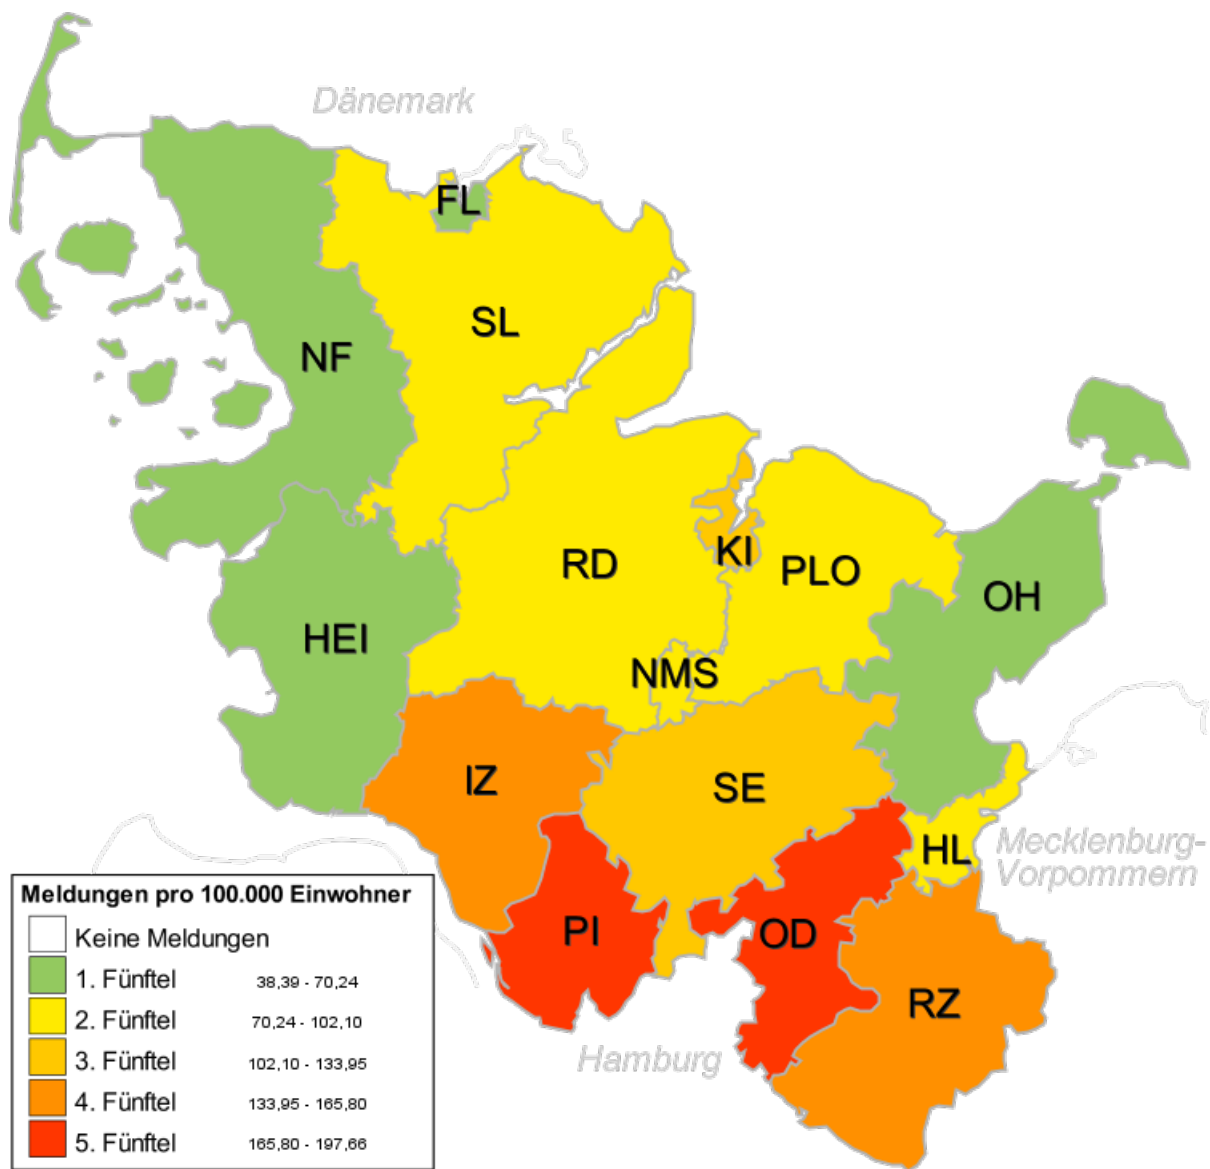 Dänemark
FL
SL
NF
RD
KI
PLO
OH
HEI
NMS
IZ
SE
HL
Mecklenburg-
Vorpommern
PI
OD
RZ
Hamburg
Meldungen pro 100.000 Einwohner
Keine Meldungen
1. Fünftel 38,39 - 70,24
2. Fünftel 70,24 - 102,10
3. Fünftel 102,10 - 133,95
4. Fünftel 133,95 - 165,80
5. Fünftel 165,80 - 197,66